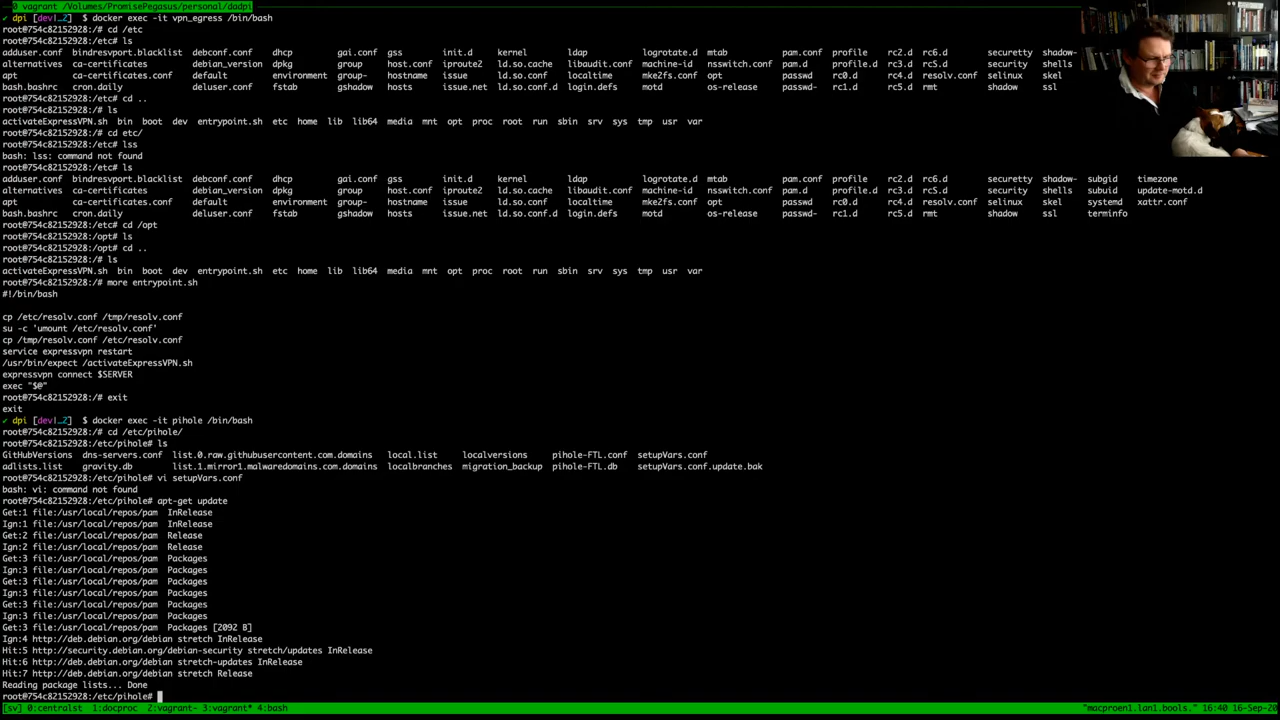 0 vagrant /Volumes/PromisePegasus/personal/dadpi
✔ dpi [dev|…2]  $ docker exec -it vpn_egress /bin/bash
root@754c82152928:/# cd /etc
root@754c82152928:/etc# ls
adduser.conf bindresvport.blacklist debconf.conf dhcp gai.conf gss init.d kernel ldap logrotate.d mtab pam.conf profile rc2.d rc6.d securetty shadow-
alternatives ca-certificates debian_version dpkg group host.conf iproute2 ld.so.cache libaudit.conf machine-id nsswitch.conf pam.d profile.d rc3.d rcS.d security shells
apt ca-certificates.conf default environment group- hostname issue ld.so.conf localtime mke2fs.conf opt passwd rc0.d rc4.d resolv.conf selinux skel
bash.bashrc cron.daily deluser.conf fstab gshadow hosts issue.net ld.so.conf.d login.defs motd os-release passwd- rc1.d rc5.d rmt shadow ssl
root@754c82152928:/etc# cd ..
root@754c82152928:/# ls
activateExpressVPN.sh bin boot dev entrypoint.sh etc home lib lib64 media mnt opt proc root run sbin srv sys tmp usr var
root@754c82152928:/# cd etc/
root@754c82152928:/etc# lss
bash: lss: command not found
root@754c82152928:/etc# ls
adduser.conf bindresvport.blacklist debconf.conf dhcp gai.conf gss init.d kernel ldap logrotate.d mtab pam.conf profile rc2.d rc6.d securetty shadow- subgid timezone
alternatives ca-certificates debian_version dpkg group host.conf iproute2 ld.so.cache libaudit.conf machine-id nsswitch.conf pam.d profile.d rc3.d rcS.d security shells subuid update-motd.d
apt ca-certificates.conf default environment group- hostname issue ld.so.conf localtime mke2fs.conf opt passwd rc0.d rc4.d resolv.conf selinux skel systemd xattr.conf
bash.bashrc cron.daily deluser.conf fstab gshadow hosts issue.net ld.so.conf.d login.defs motd os-release passwd- rc1.d rc5.d rmt shadow ssl terminfo
root@754c82152928:/etc# cd /opt
root@754c82152928:/opt# ls
root@754c82152928:/opt# cd ..
root@754c82152928:/# ls
activateExpressVPN.sh bin boot dev entrypoint.sh etc home lib lib64 media mnt opt proc root run sbin srv sys tmp usr var
root@754c82152928:/# more entrypoint.sh
#!/bin/bash
cp /etc/resolv.conf /tmp/resolv.conf
su -c 'umount /etc/resolv.conf'
cp /tmp/resolv.conf /etc/resolv.conf
service expressvpn restart
/usr/bin/expect /activateExpressVPN.sh
expressvpn connect $SERVER
exec "$@"
root@754c82152928:/# exit
exit
✔ dpi [dev|…2]  $ docker exec -it pihole /bin/bash
root@754c82152928:/# cd /etc/pihole/
root@754c82152928:/etc/pihole# ls
GitHubVersions dns-servers.conf list.0.raw.githubusercontent.com.domains local.list localversions pihole-FTL.conf setupVars.conf
adlists.list gravity.db list.1.mirror1.malwaredomains.com.domains localbranches migration_backup pihole-FTL.db setupVars.conf.update.bak
root@754c82152928:/etc/pihole# vi setupVars.conf
bash: vi: command not found
root@754c82152928:/etc/pihole# apt-get update
Get:1 file:/usr/local/repos/pam InRelease
Ign:1 file:/usr/local/repos/pam InRelease
Get:2 file:/usr/local/repos/pam Release
Ign:2 file:/usr/local/repos/pam Release
Get:3 file:/usr/local/repos/pam Packages
Ign:3 file:/usr/local/repos/pam Packages
Get:3 file:/usr/local/repos/pam Packages
Ign:3 file:/usr/local/repos/pam Packages
Get:3 file:/usr/local/repos/pam Packages
Ign:3 file:/usr/local/repos/pam Packages
Get:3 file:/usr/local/repos/pam Packages [2092 B]
Ign:4 http://deb.debian.org/debian stretch InRelease
Hit:5 http://security.debian.org/debian-security stretch/updates InRelease
Hit:6 http://deb.debian.org/debian stretch-updates InRelease
Hit:7 http://deb.debian.org/debian stretch Release
Reading package lists... Done
root@754c82152928:/etc/pihole#
[sv] 0:centralst 1:docproc 2:vagrant- 3:vagrant* 4:bash "macproen1.lan1.bools." 16:40 16-Sep-20